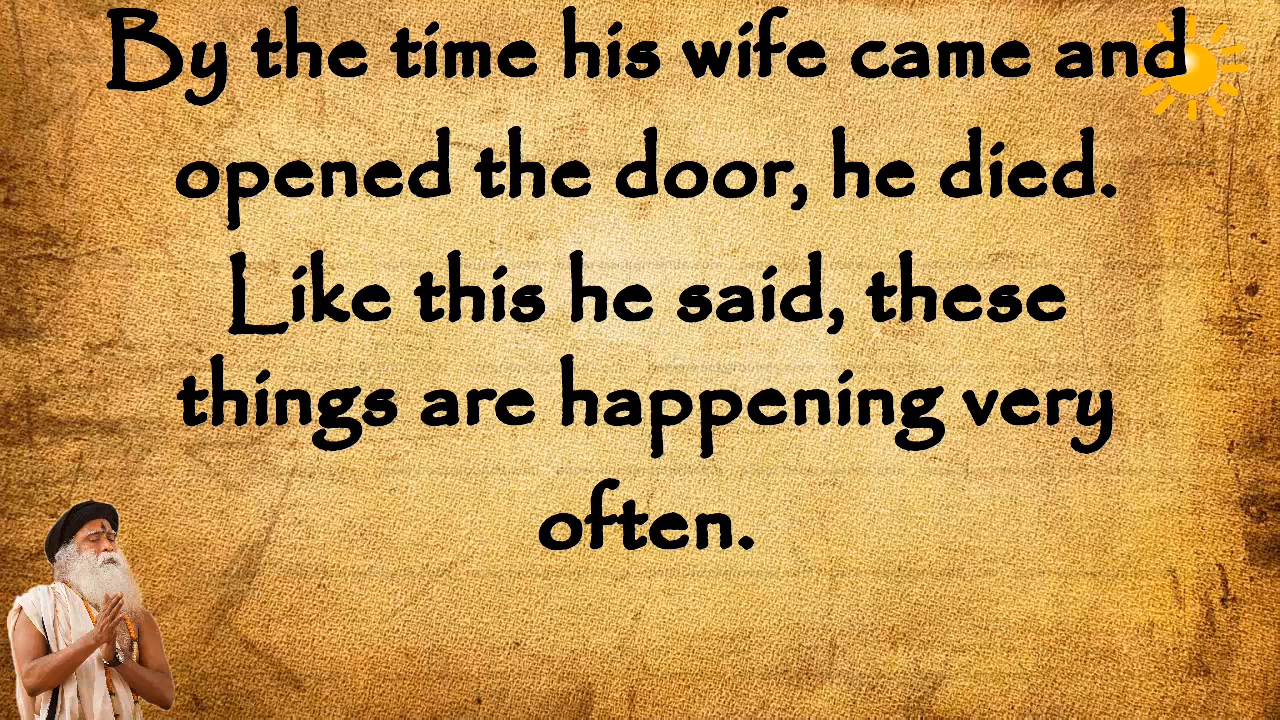 By the time his wife came and
opened the door, he died.
Like this he said, these
things are happening very
often.